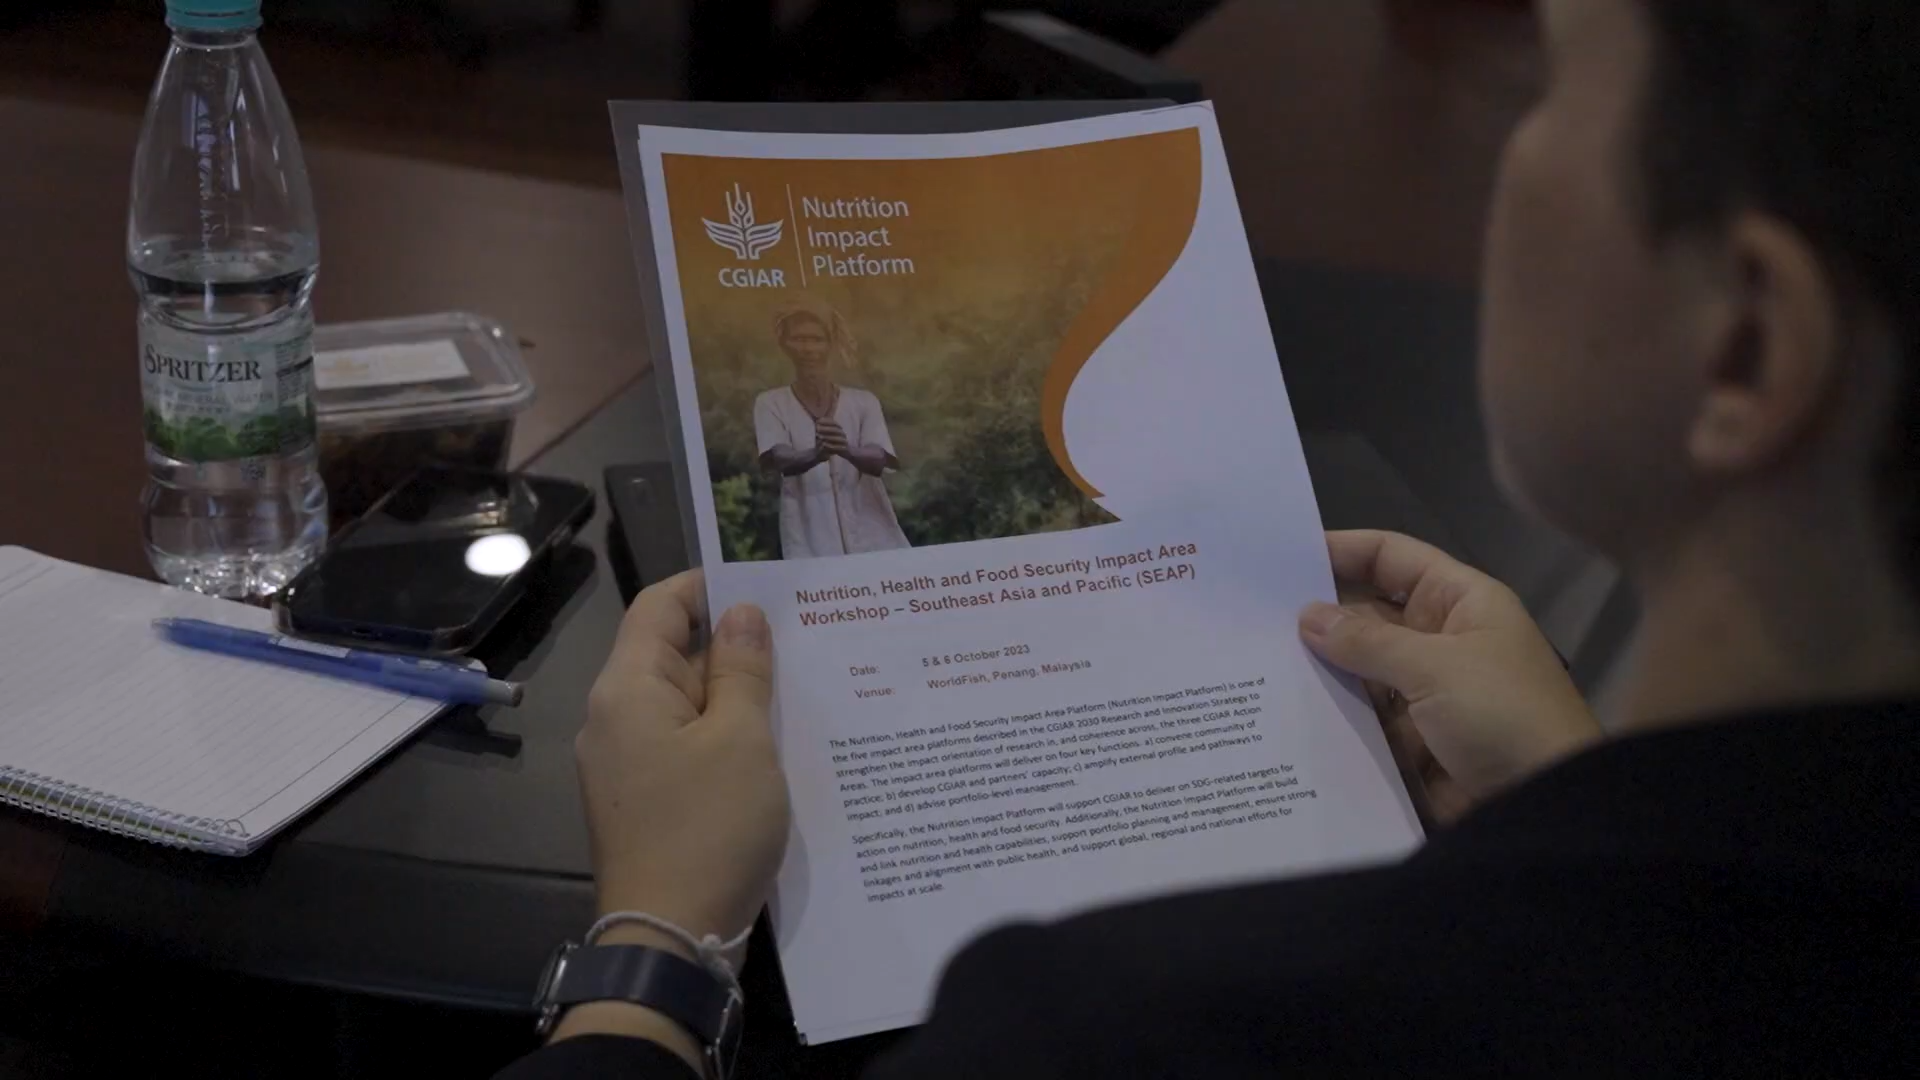 SPRITZER
MINERAL WATER
CGIAR
Nutrition
Impact
Platform
Nutrition, Health and Food Security Impact Area
Workshop – Southeast Asia and Pacific (SEAP)
Date: 5 & 6 October 2023
Venue: WorldFish, Penang, Malaysia
The Nutrition, Health and Food Security Impact Area Platform (Nutrition Impact Platform) is one of
the five impact area platforms described in the CGIAR 2030 Research and Innovation Strategy to
strengthen the impact orientation of research in, and coherence across, the three CGIAR Action
Areas. The impact area platforms will deliver on four key functions. a) convene community of
practice; b) develop CGIAR and partners' capacity; c) amplify external profile and pathways to
impact; and d) advise portfolio-level management.
Specifically, the Nutrition Impact Platform will support CGIAR to deliver on SDG-related targets for
action on nutrition, health and food security. Additionally, the Nutrition Impact Platform will build
and link nutrition and health capabilities, support portfolio planning and management, ensure strong
linkages and alignment with public health, and support global, regional and national efforts for
impacts at scale.